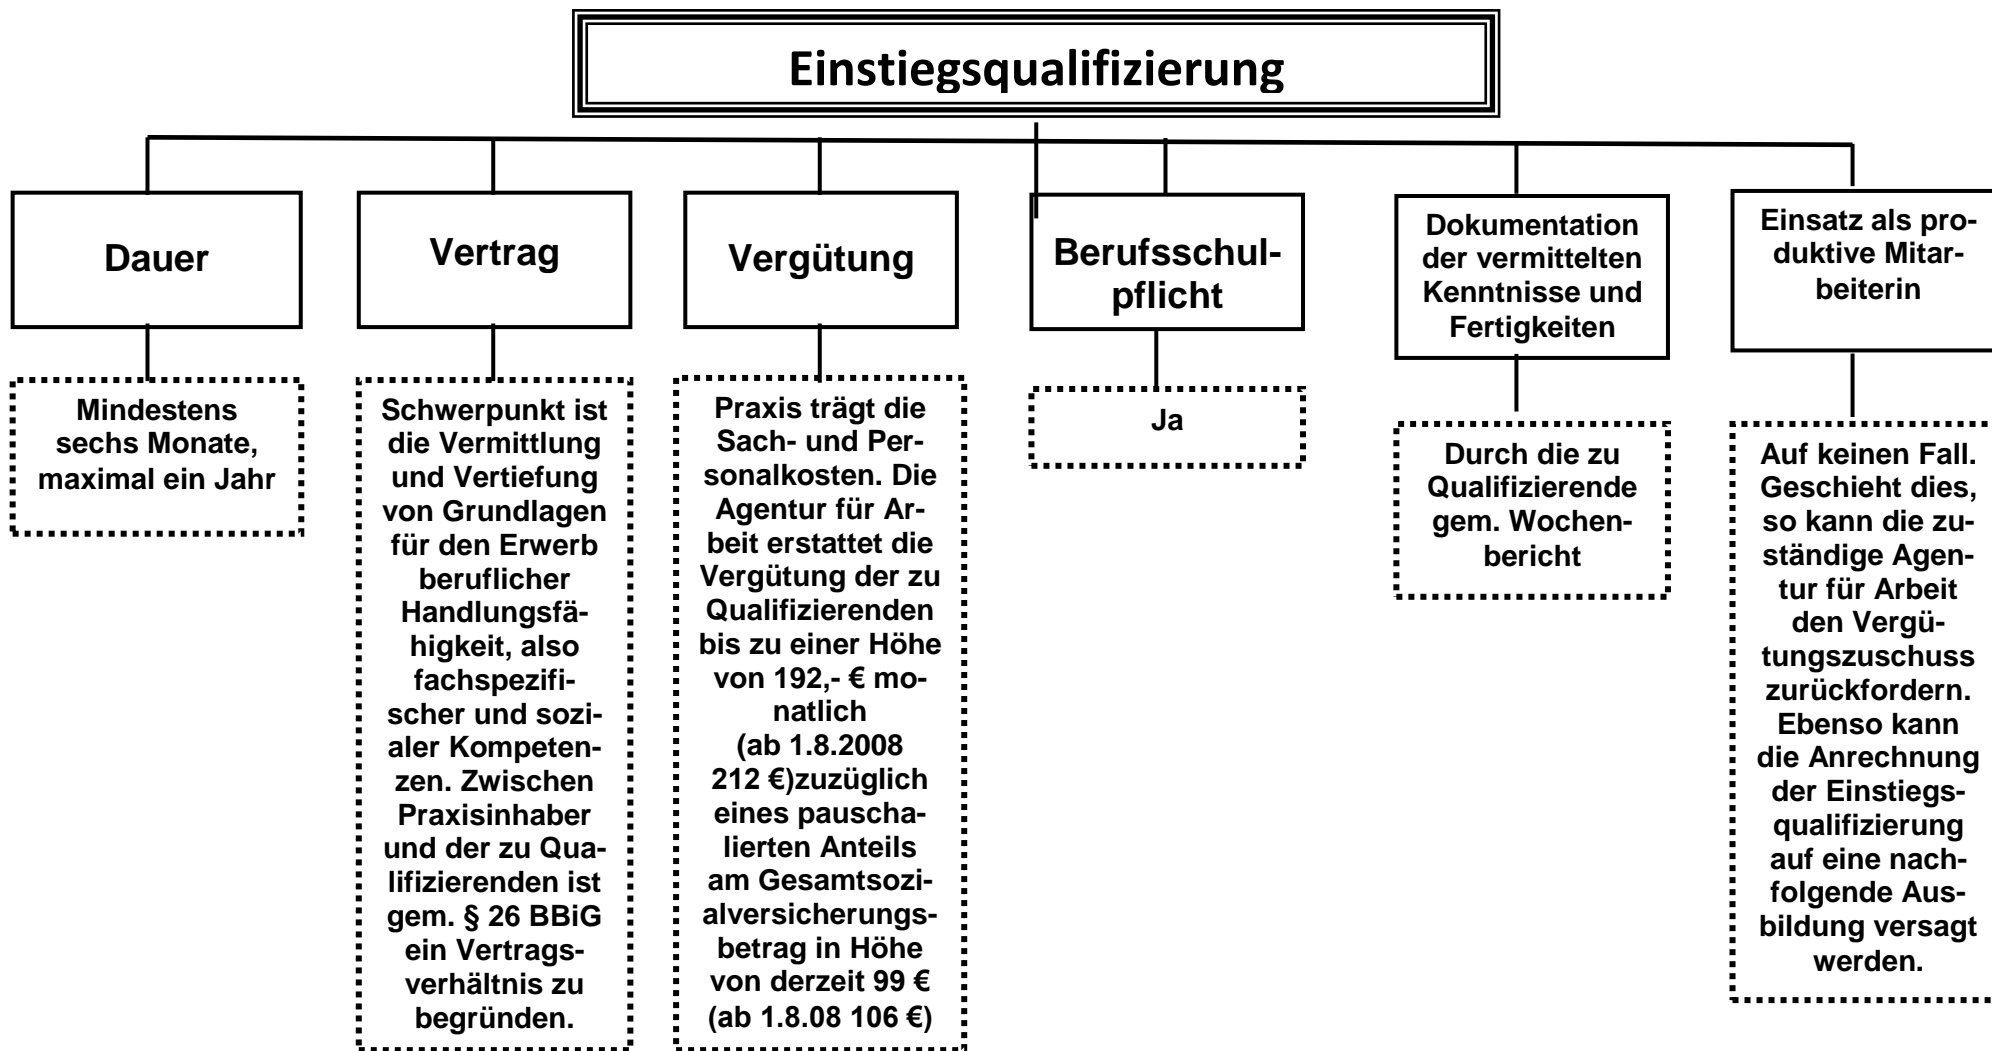 Einstiegsqualifizierung
Dauer
Mindestens
sechs Monate,
maximal ein Jahr
Vertrag
Schwerpunkt ist
die Vermittlung
und Vertiefung
von Grundlagen
für den Erwerb
beruflicher
Handlungsfä-
higkeit, also
fachspezifi-
scher und sozi-
aler Kompeten-
zen. Zwischen
Praxisinhaber
und der zu Qua-
lifizierenden ist
gem. § 26 BBiG
ein Vertrags-
verhältnis zu
begründen.
Vergütung
Praxis trägt die
Sach- und Per-
sonalkosten. Die
Agentur für Ar-
beit erstattet die
Vergütung der zu
Qualifizierenden
bis zu einer Höhe
von 192,- € mo-
natlich
(ab 1.8.2008
212 €)zuzüglich
eines pauscha-
lierten Anteils
am Gesamtsozi-
alversicherungs-
betrag in Höhe
von derzeit 99 €
(ab 1.8.08 106 €)
Berufsschul-
pflicht
Ja
Dokumentation
der vermittelten
Kenntnisse und
Fertigkeiten
Durch die zu
Qualifizierende
gem. Wochen-
bericht
Einsatz als pro-
duktive Mitar-
beiterin
Auf keinen Fall.
Geschieht dies,
so kann die zu-
ständige Agen-
tur für Arbeit
den Vergü-
tungszuschuss
zurückfordern.
Ebenso kann
die Anrechnung
der Einstiegs-
qualifizierung
auf eine nach-
folgende Aus-
bildung versagt
werden.